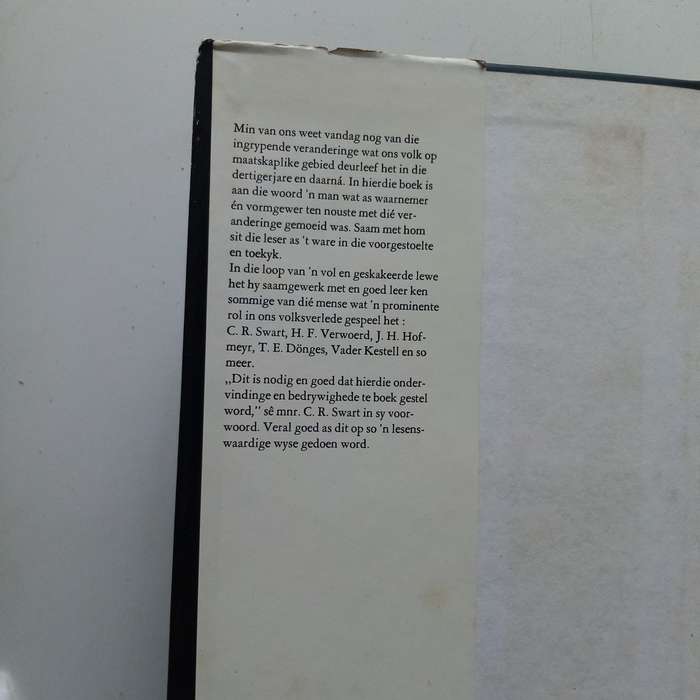 Min van ons weet vandag nog van die
ingrypende veranderinge wat ons volk op
maatskaplike gebied deurleef het in die
dertigerjare en daarná. In hierdie boek is
aan die woord 'n man wat as waarnemer
én vormgewer ten nouste met dié ver-
anderinge gemoeid was. Saam met hom
sit die leser as 't ware in die voorgestoelte
en toekyk.
In die loop van 'n vol en geskakeerde lewe
het hy saamgewerk met en goed leer ken
sommige van dié mense wat 'n prominente
rol in ons volksverlede gespeel het :
C. R. Swart, H. F. Verwoerd, J. H. Hof-
meyr, T. E. Dönges, Vader Kestell en so
meer.
„Dit is nodig en goed dat hierdie onder-
vindinge en bedrywighede te boek gestel
word,” sê mnr. C. R. Swart in sy voor-
woord. Veral goed as dit op so 'n lesens-
waardige wyse gedoen word.